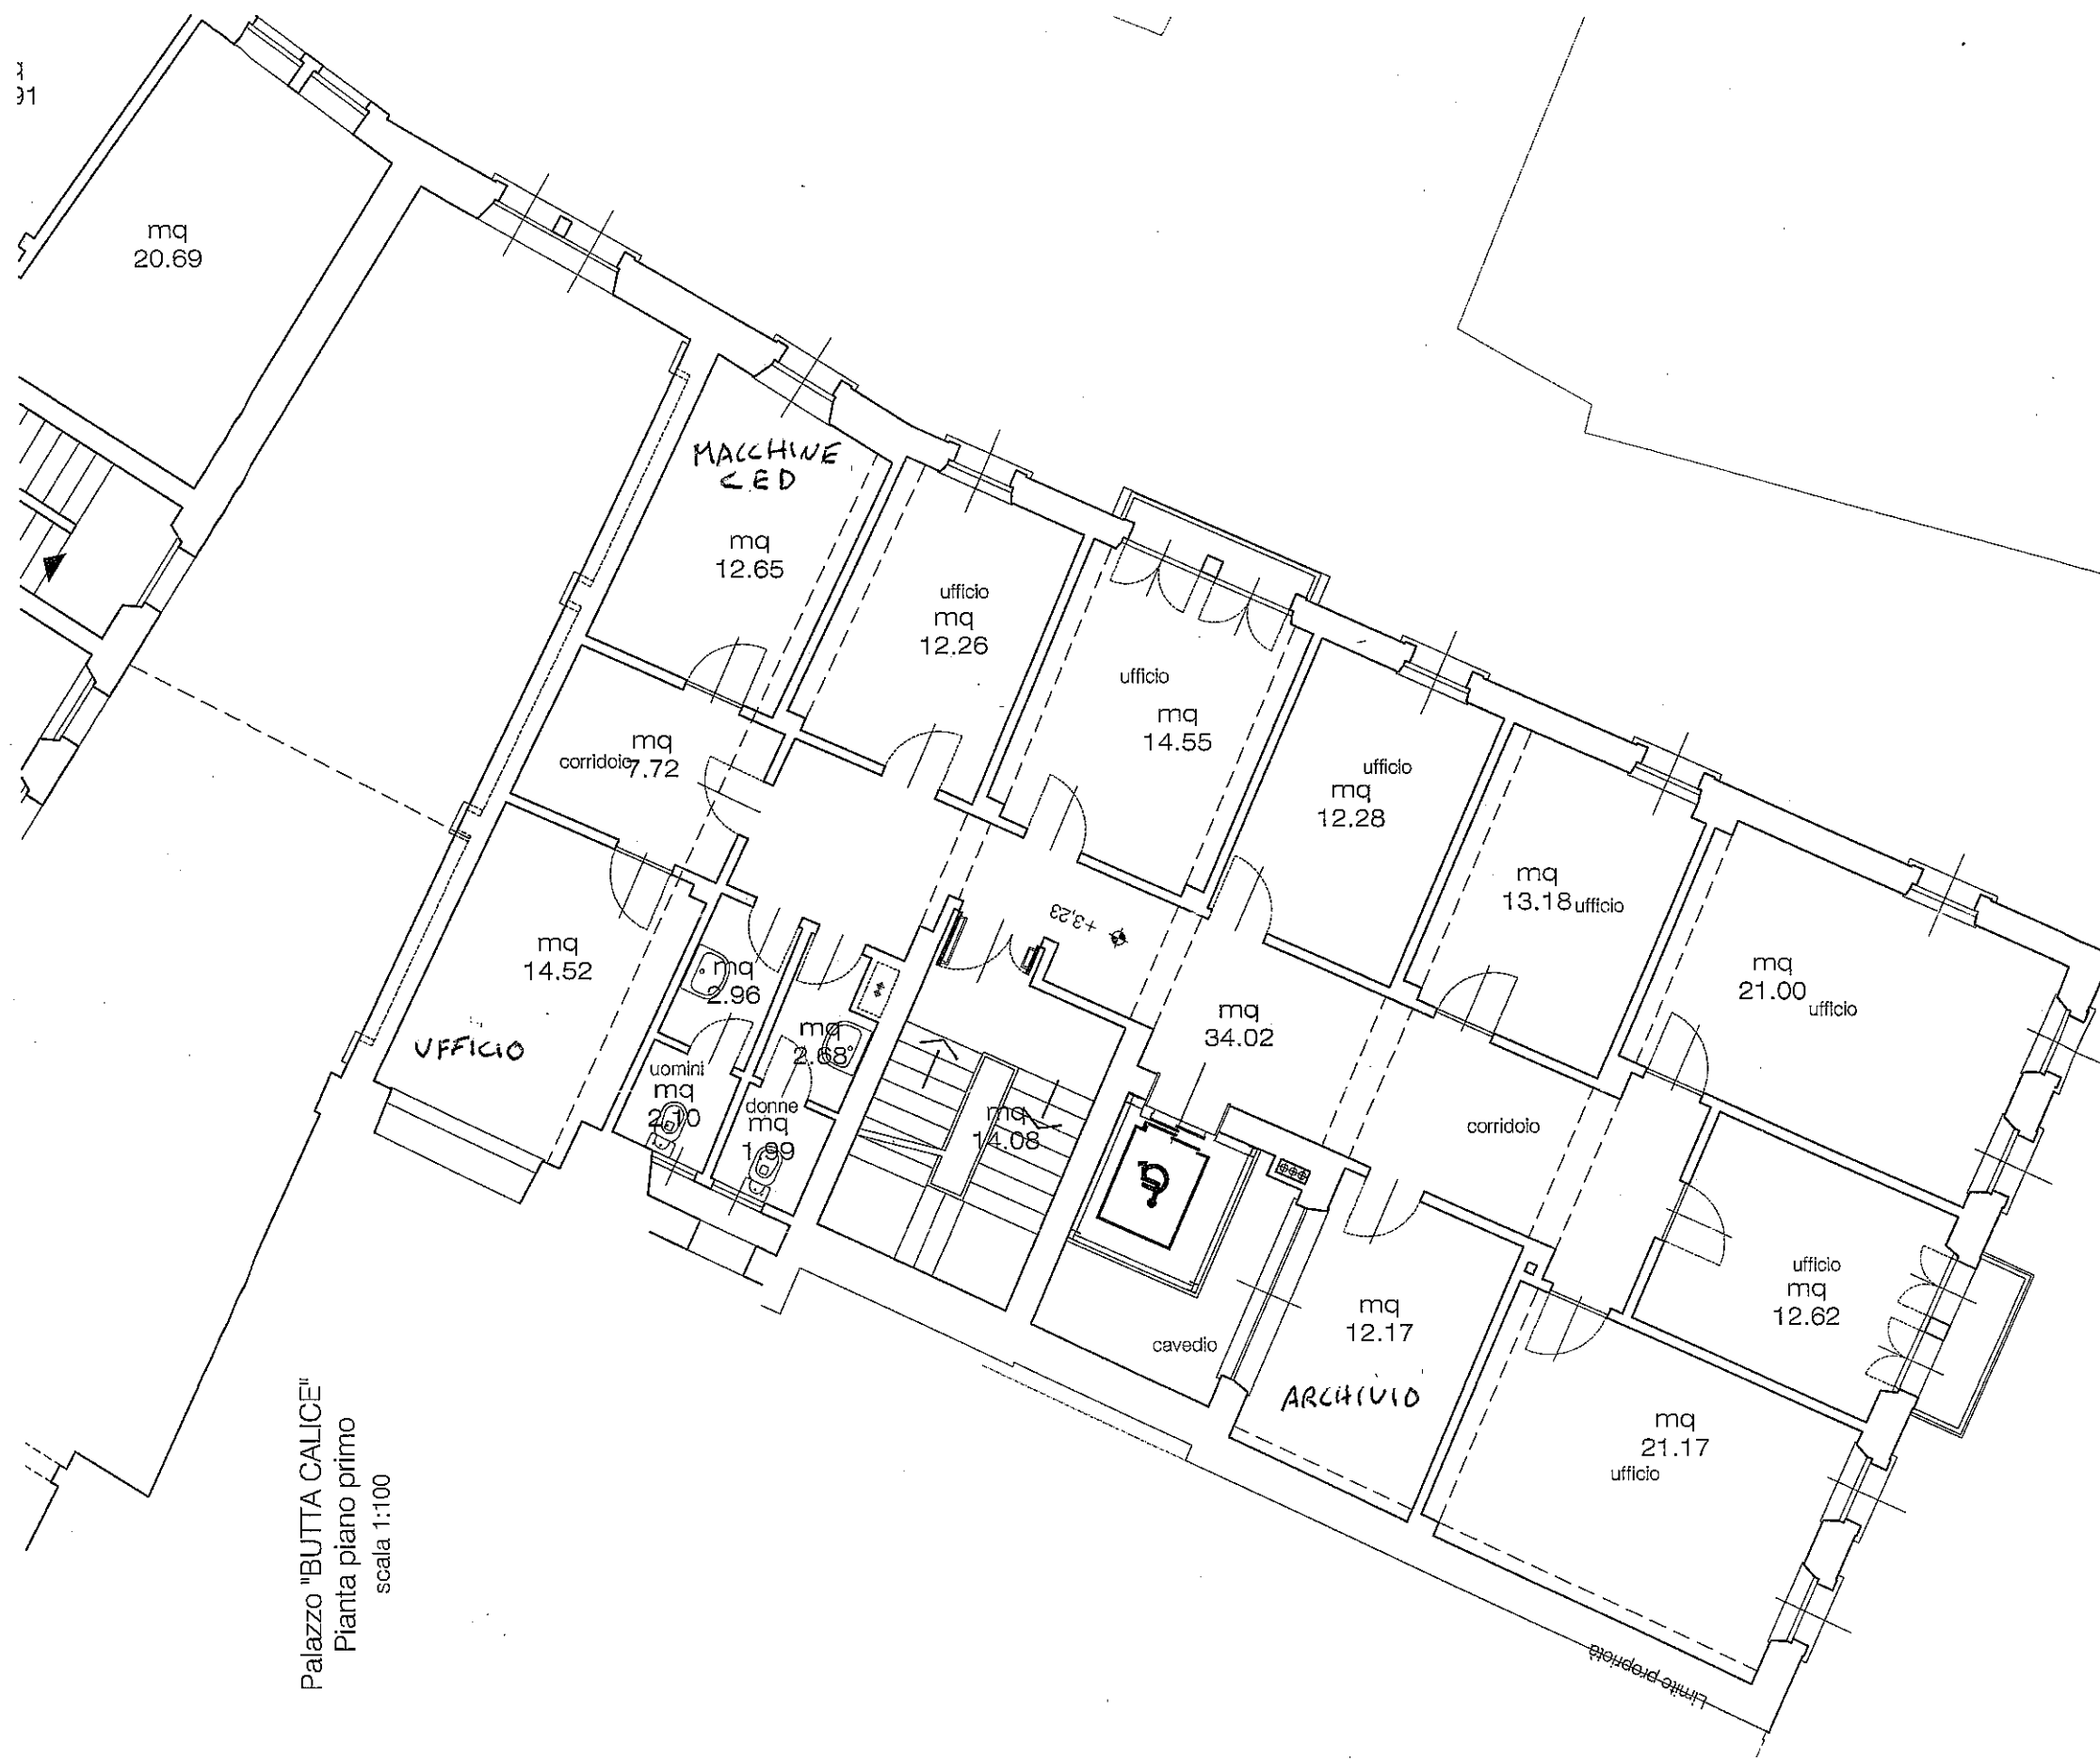 91
mq
20.69
MACCHINE
CED
mq
12.65
ufficio
mq
12.26
ufficio
mq
14.55
ufficio
mq
12.28
mq
13.18 ufficio
mq
21.00 ufficio
mq
corridoio 7.72
+3,23
mq
14.52
UFFICIO
mq
2.96
mq
2.68
uomini
mq
2.10
donne
mq
1.99
mq
14.08
mq
34.02
corridoio
cavedio
mq
12.17
ARCHIVIO
ufficio
mq
12.62
mq
21.17
ufficio
Limite proprietà
Palazzo "BUTTA CALICE"
Pianta piano primo
scala 1:100